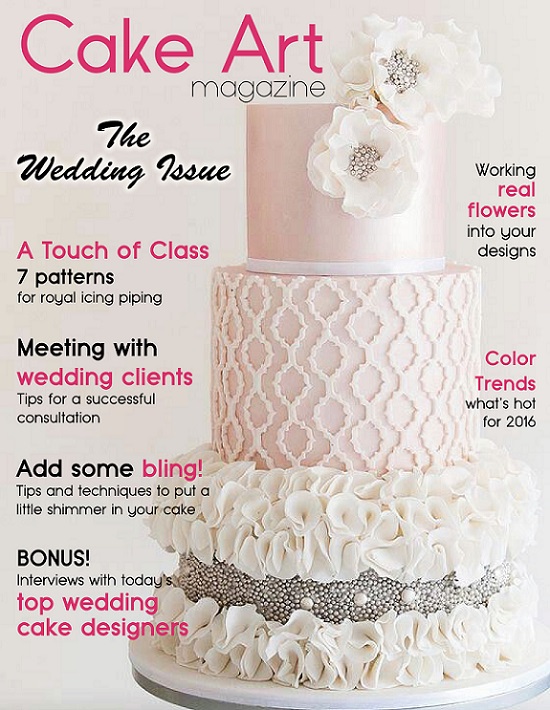 Cake Art
magazine
The
Wedding Issue
A Touch of Class
7 patterns
for royal icing piping
Meeting with
wedding clients
Tips for a successful
consultation
Add some bling!
Tips and techniques to put a
little shimmer in your cake
BONUS!
Interviews with today's
top wedding
cake designers
Working
real
flowers
into your
designs
Color
Trends
what's hot
for 2016